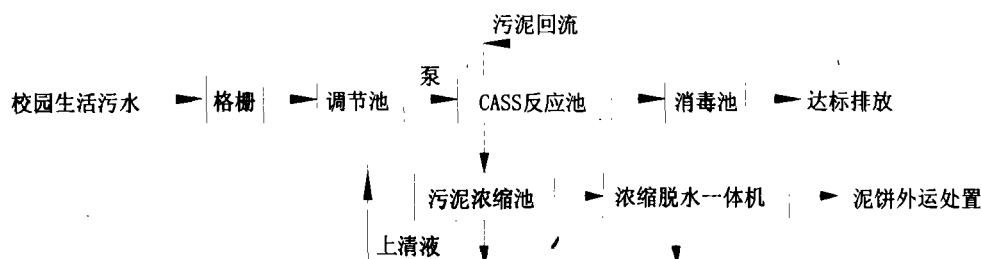 污泥回流
泵
校园生活污水 格栅 调节池 CASS反应池 消毒池 达标排放
污泥浓缩池 浓缩脱水一体机 泥饼外运处置
上清液